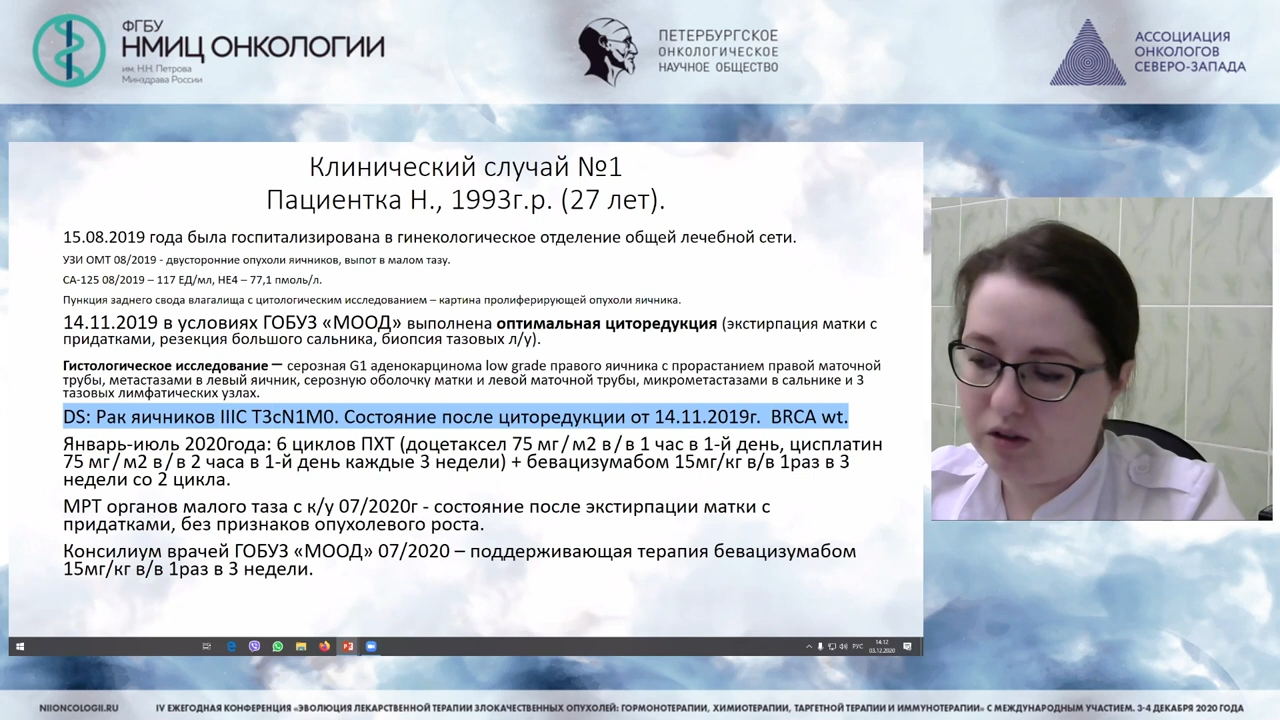 ФГБУ
НМИЦ ОНКОЛОГИИ
им. Н.Н. Петрова
Минздрава России
ПЕТЕРБУРГСКОЕ
ОНКОЛОГИЧЕСКОЕ
НАУЧНОЕ ОБЩЕСТВО
АССОЦИАЦИЯ
ОНКОЛОГОВ
СЕВЕРО-ЗАПАДА
Клинический случай №1
Пациентка Н., 1993г.р. (27 лет).
15.08.2019 года была госпитализирована в гинекологическое отделение общей лечебной сети.
УЗИ ОМТ 08/2019 - двусторонние опухоли яичников, выпот в малом тазу.
СА-125 08/2019 – 117 ЕД/мл, НЕ4 – 77,1 пмоль/л.
Пункция заднего свода влагалища с цитологическим исследованием – картина пролиферирующей опухоли яичника.
14.11.2019 в условиях ГОБУЗ «МООД» выполнена оптимальная циторедукция (экстирпация матки с
придатками, резекция большого сальника, биопсия тазовых л/у).
Гистологическое исследование – серозная G1 аденокарцинома low grade правого яичника с прорастанием правой маточной
трубы, метастазами в левый яичник, серозную оболочку матки и левой маточной трубы, микрометастазами в сальнике и 3
тазовых лимфатических узлах.
DS: Рак яичников IIIC T3cN1M0. Состояние после циторедукции от 14.11.2019г. BRCA wt.
Январь-июль 2020года: 6 циклов ПХТ (доцетаксел 75 мг/м2 в/в 1 час в 1-й день, цисплатин
75 мг/м2 в/в 2 часа в 1-й день каждые 3 недели) + бевацизумабом 15мг/кг в/в 1раз в 3
недели со 2 цикла.
МРТ органов малого таза с к/у 07/2020г - состояние после экстирпации матки с
придатками, без признаков опухолевого роста.
Консилиум врачей ГОБУЗ «МООД» 07/2020 – поддерживающая терапия бевацизумабом
15мг/кг в/в 1раз в 3 недели.
РУС
14:12
03.12.2020
NIIONCOLOGII.RU
IV ЕЖЕГОДНАЯ КОНФЕРЕНЦИЯ «ЭВОЛЮЦИЯ ЛЕКАРСТВЕННОЙ ТЕРАПИИ ЗЛОКАЧЕСТВЕННЫХ ОПУХОЛЕЙ: ГОРМОНОТЕРАПИИ, ХИМИОТЕРАПИИ, ТАРГЕТНОЙ ТЕРАПИИ И ИММУНОТЕРАПИИ» С МЕЖДУНАРОДНЫМ УЧАСТИЕМ. 3-4 ДЕКАБРЯ 2020 ГОДА